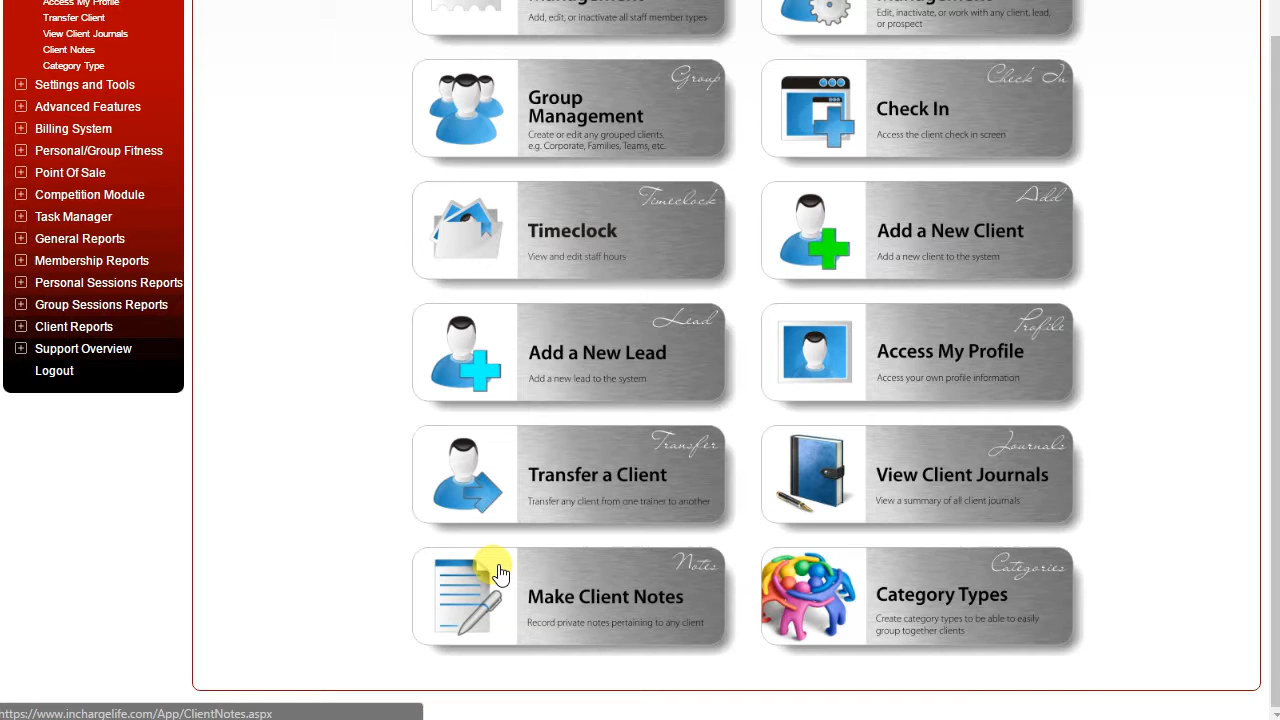 Access My Profile
Transfer Client
View Client Journals
Client Notes
Category Type
Settings and Tools
Advanced Features
Billing System
Personal/Group Fitness
Point Of Sale
Competition Module
Task Manager
General Reports
Membership Reports
Personal Sessions Reports
Group Sessions Reports
Client Reports
Support Overview
Logout
Management
Add, edit, or inactivate all staff member types
Management
Edit, inactivate, or work with any client, lead,
or prospect
Group
Group
Management
Create or edit any grouped clients.
e.g. Corporate, Families, Teams, etc.
Check In
Check In
Access the client check in screen
Timeclock
Timeclock
View and edit staff hours
Add
Add a New Client
Add a new client to the system
Lead
Add a New Lead
Add a new lead to the system
Profile
Access My Profile
Access your own profile information
Transfer
Transfer a Client
Transfer any client from one trainer to another
Journals
View Client Journals
View a summary of all client journals
Notes
Make Client Notes
Record private notes pertaining to any client
Categories
Category Types
Create category types to be able to easily
group together clients
https://www.inchargelife.com/App/ClientNotes.aspx